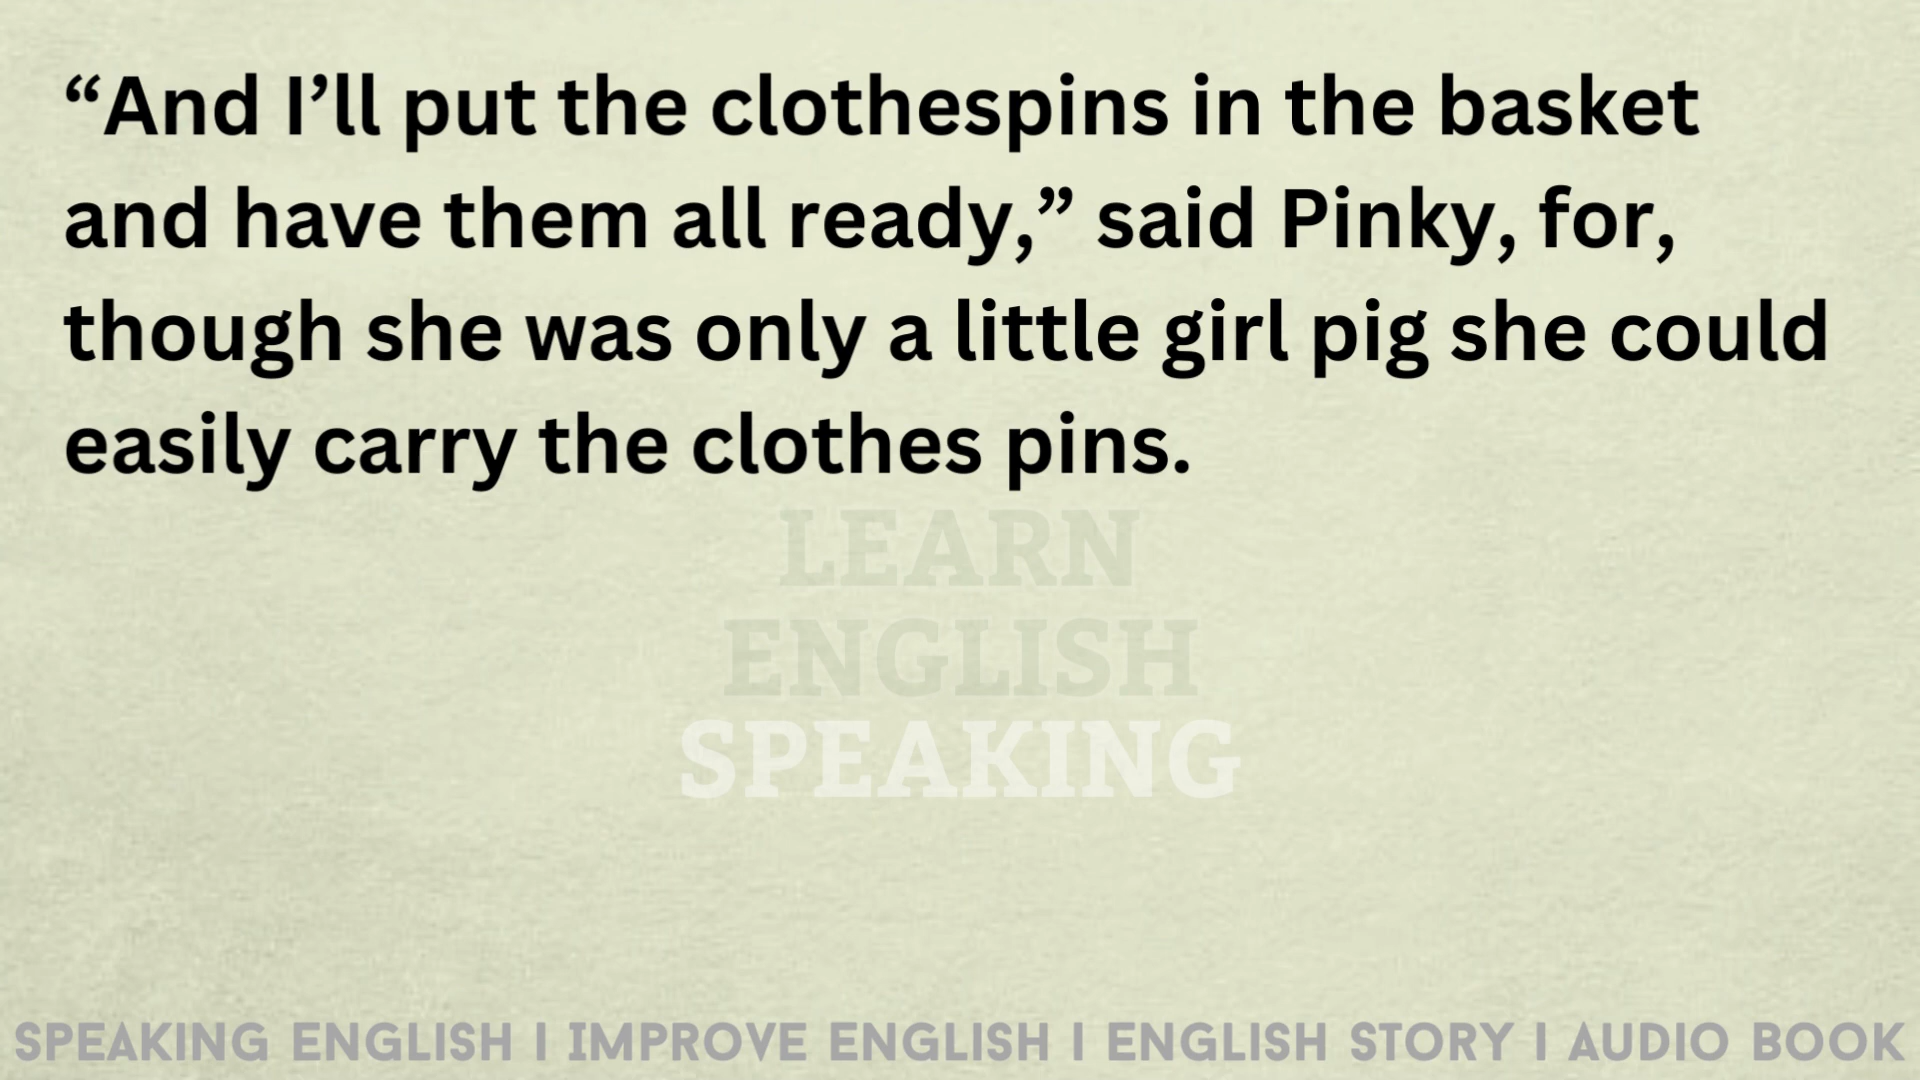 “And I’ll put the clothespins in the basket
and have them all ready,” said Pinky, for,
though she was only a little girl pig she could
easily carry the clothes pins.
LEARN
ENGLISH
SPEAKING
SPEAKING ENGLISH I IMPROVE ENGLISH I ENGLISH STORY I AUDIO BOOK